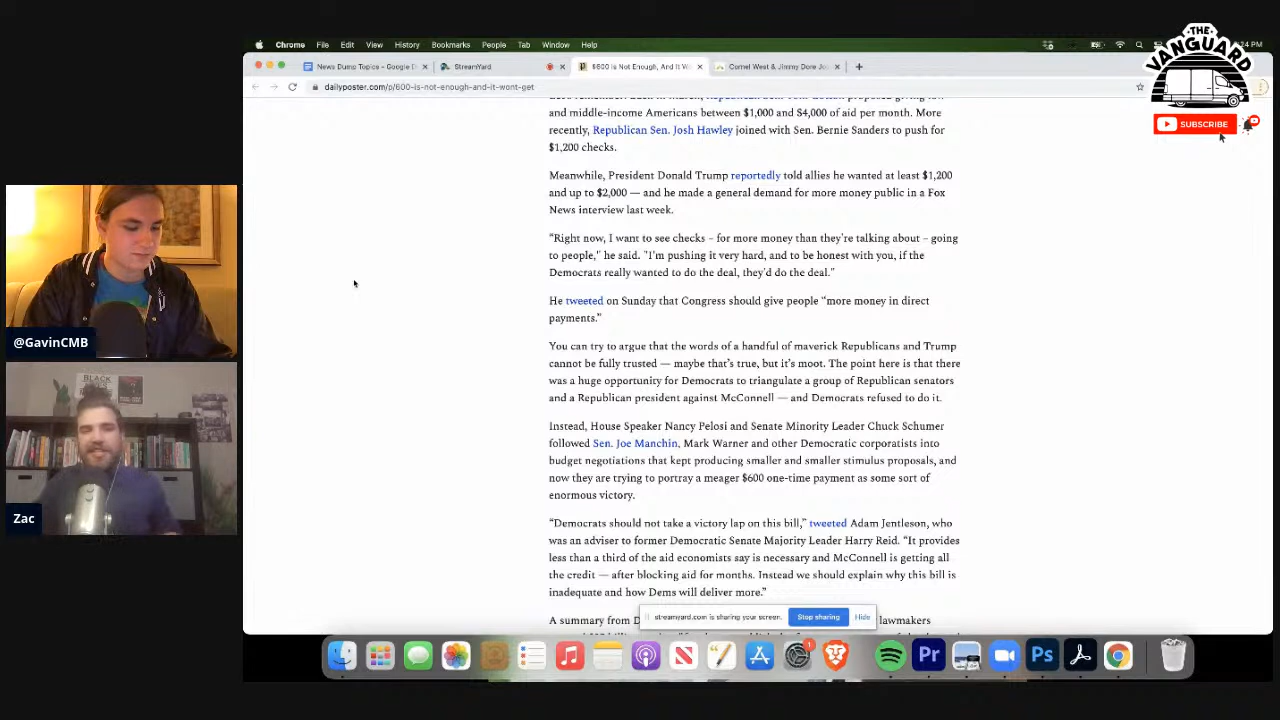 Chrome File Edit View History Bookmarks People Tab Window Help
THE
VANGUARD
SUBSCRIBE
News Dump Topics - Google D
StreamYard
$600 Is Not Enough, And It W
Cornel West & Jimmy Dore Jo
dailyposter.com/p/600-is-not-enough-and-it-wont-get
and middle-income Americans between $1,000 and $4,000 of aid per month. More
recently, Republican Sen. Josh Hawley joined with Sen. Bernie Sanders to push for
$1,200 checks.
Meanwhile, President Donald Trump reportedly told allies he wanted at least $1,200
and up to $2,000 — and he made a general demand for more money public in a Fox
News interview last week.
“Right now, I want to see checks – for more money than they're talking about – going
to people,” he said. "I'm pushing it very hard, and to be honest with you, if the
Democrats really wanted to do the deal, they'd do the deal.”
He tweeted on Sunday that Congress should give people “more money in direct
payments.”
You can try to argue that the words of a handful of maverick Republicans and Trump
cannot be fully trusted — maybe that’s true, but it’s moot. The point here is that there
was a huge opportunity for Democrats to triangulate a group of Republican senators
and a Republican president against McConnell — and Democrats refused to do it.
Instead, House Speaker Nancy Pelosi and Senate Minority Leader Chuck Schumer
followed Sen. Joe Manchin, Mark Warner and other Democratic corporatists into
budget negotiations that kept producing smaller and smaller stimulus proposals, and
now they are trying to portray a meager $600 one-time payment as some sort of
enormous victory.
“Democrats should not take a victory lap on this bill,” tweeted Adam Jentleson, who
was an adviser to former Democratic Senate Majority Leader Harry Reid. “It provides
less than a third of the aid economists say is necessary and McConnell is getting all
the credit — after blocking aid for months. Instead we should explain why this bill is
inadequate and how Dems will deliver more.”
A summary from D
lawmakers
streamyard.com is sharing your screen. Stop sharing Hide
@GavinCMB
BLACK
Zac
Pr
Ps